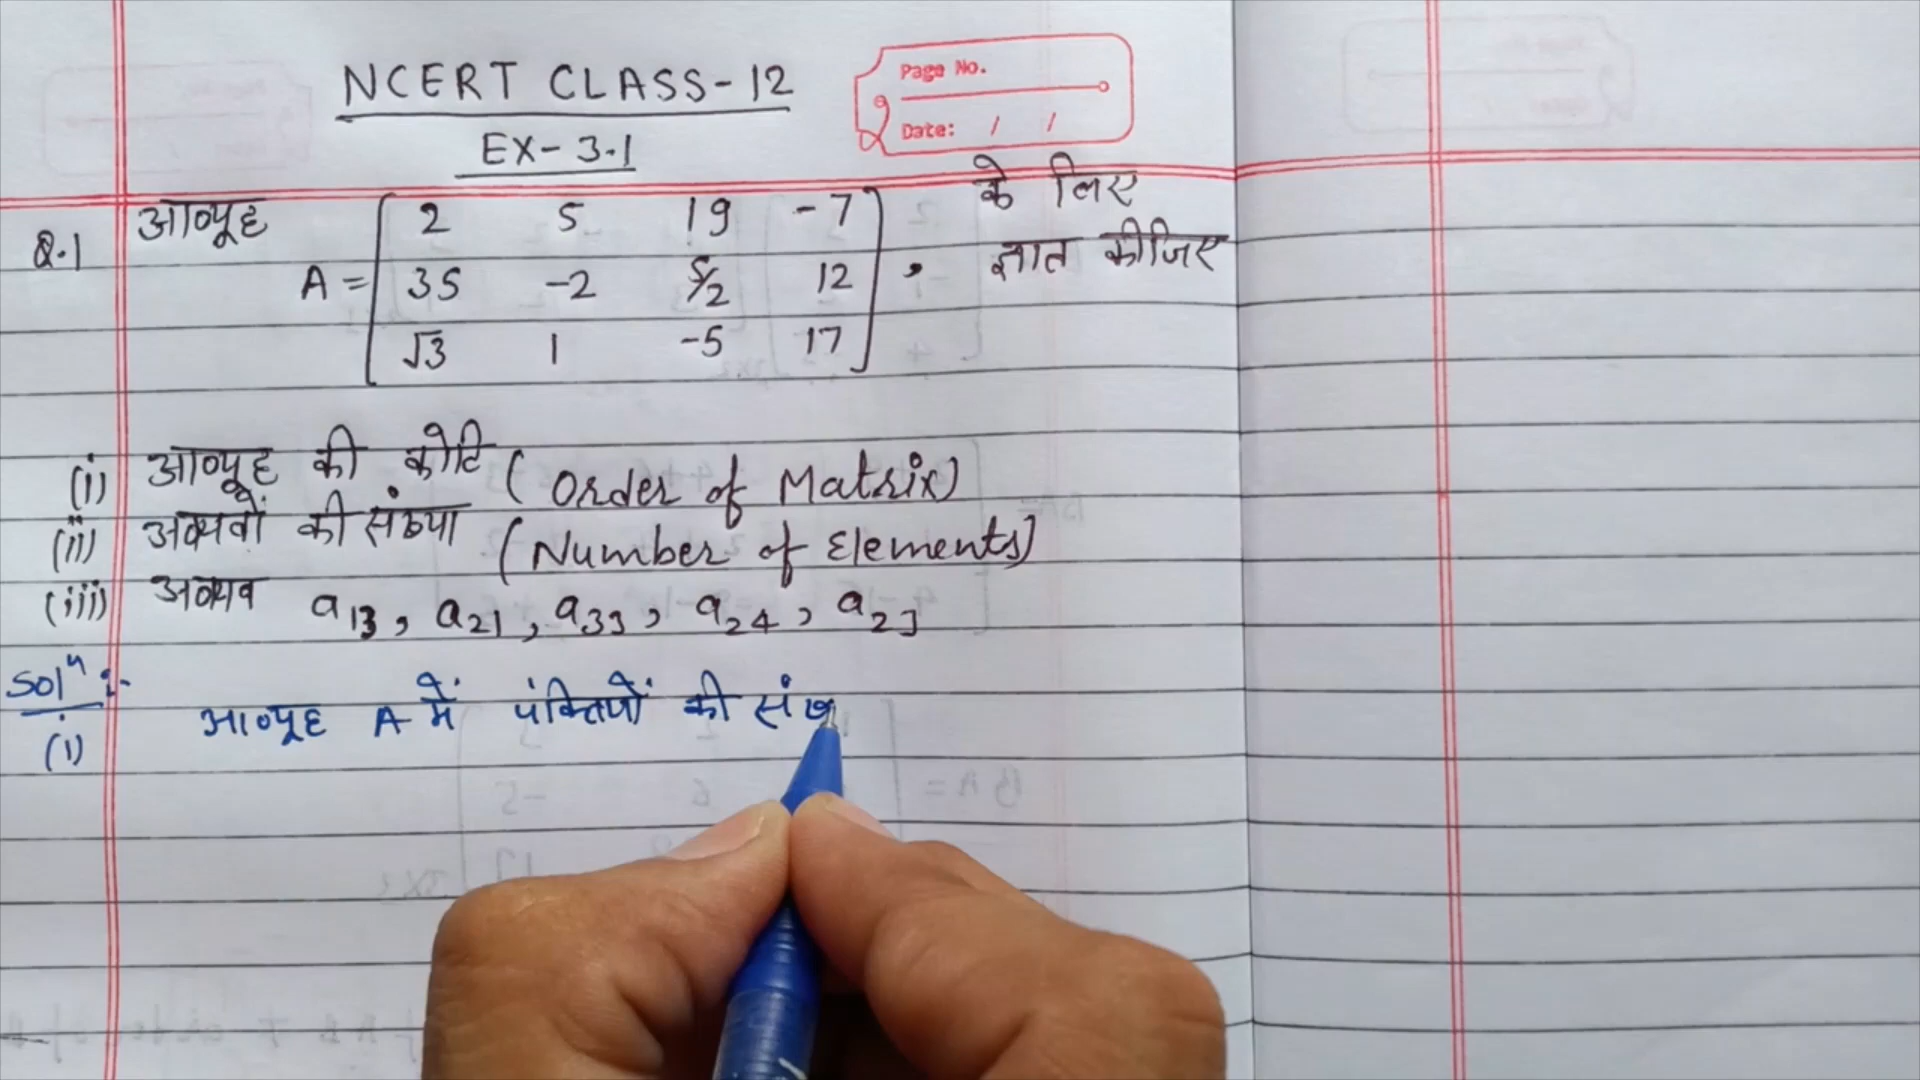 NCERT CLASS-12
Page No.
Date: / /
EX-3.1
Q.1 आव्यूह A = [ 2 5 19 -7 के लिए
35 -2 5/2 12 , ज्ञात कीजिए
√3 1 -5 17 ]
(i) आव्यूह की कोटि (Order of Matrix)
(ii) अवयवों की संख्या (Number of Elements)
(iii) अवयव a13, a21, a33, a24, a23
Solⁿ:-
(i) आव्यूह A में पंक्तियों की संख